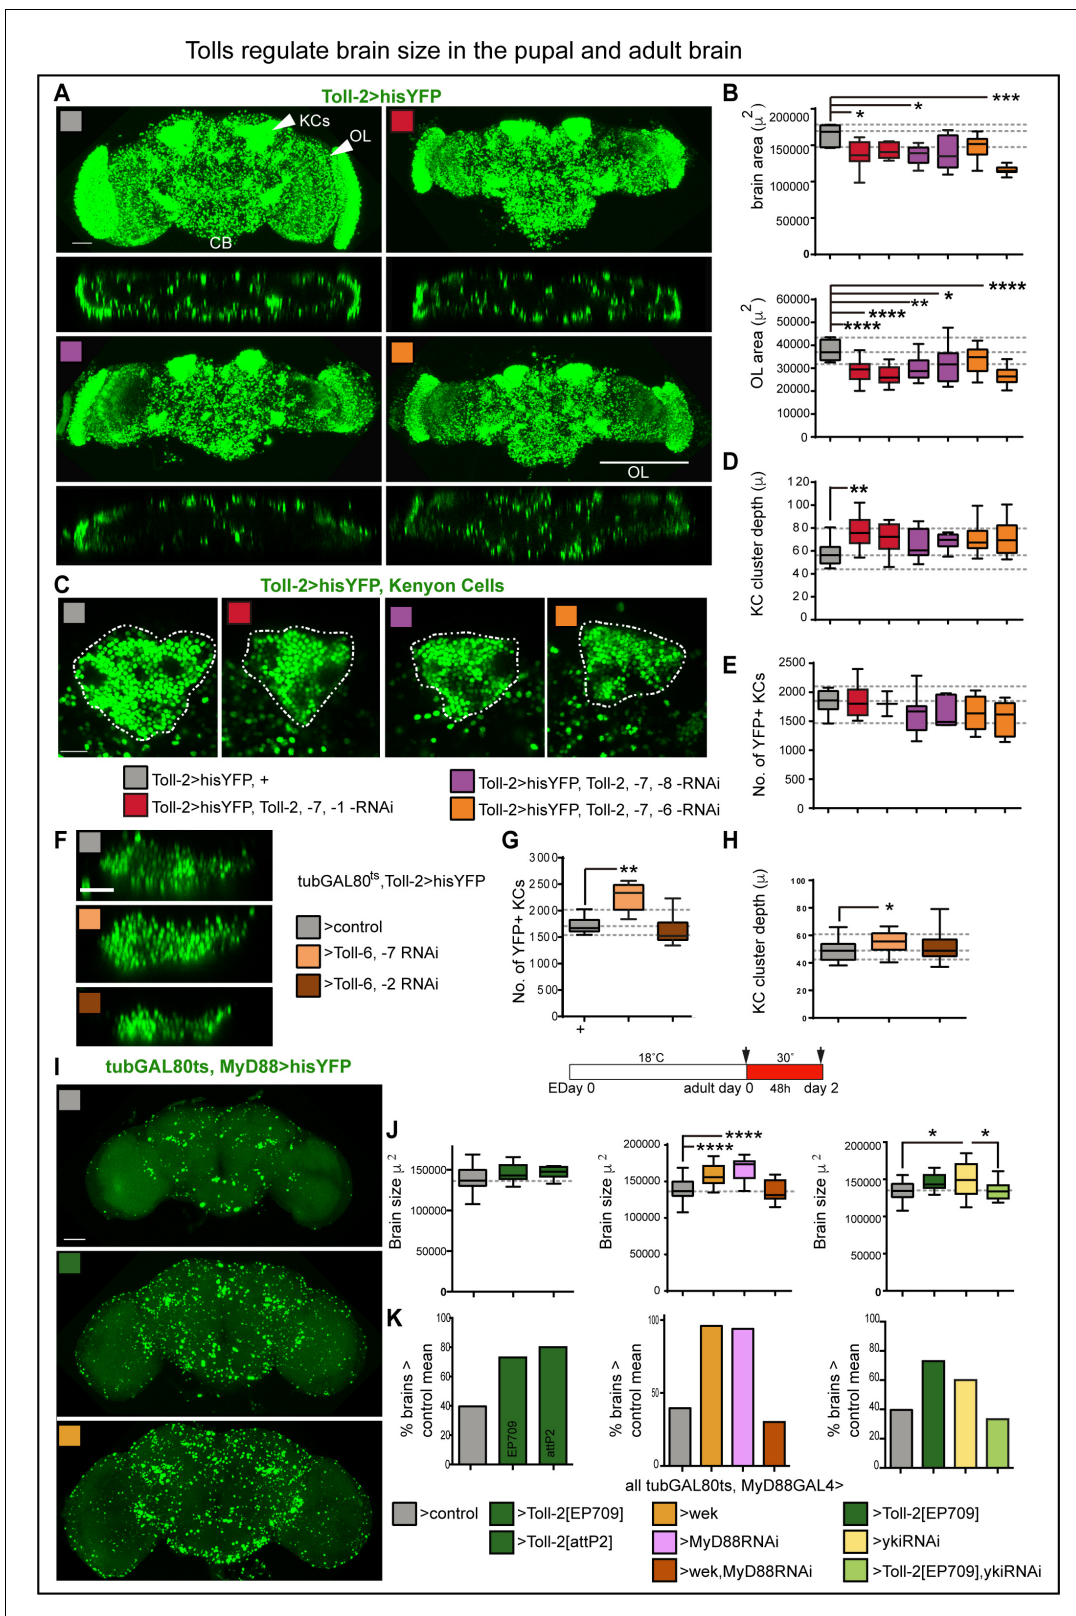 Tolls regulate brain size in the pupal and adult brain
A
Toll-2>hisYFP
KCs
OL
CB
OL
B
brain area (µ²)
200000
150000
100000
50000
0
*
*
***
OL area (µ²)
60000
50000
40000
30000
20000
10000
0
****
****
**
*
****
C
Toll-2>hisYFP, Kenyon Cells
Toll-2>hisYFP, +
Toll-2>hisYFP, Toll-2, -7, -1 -RNAi
Toll-2>hisYFP, Toll-2, -7, -8 -RNAi
Toll-2>hisYFP, Toll-2, -7, -6 -RNAi
D
KC cluster depth (µ)
120
100
80
60
40
20
0
**
E
No. of YFP+ KCs
2500
2000
1500
1000
500
0
F
tubGAL80ts,Toll-2>hisYFP
>control
>Toll-6, -7 RNAi
>Toll-6, -2 RNAi
G
No. of YFP+ KCs
3000
2500
2000
1500
1000
500
0
**
+
H
KC cluster depth (µ)
100
80
60
40
20
0
*
18°C
30°
EDay 0
adult day 0
48h
day 2
I
tubGAL80ts, MyD88>hisYFP
J
Brain size µ²
150000
100000
50000
0
Brain size µ²
200000
150000
100000
50000
0
****
****
Brain size µ²
200000
150000
100000
50000
0
*
*
K
% brains >
control mean
100
80
60
40
20
0
EP709
attP2
% brains >
control mean
100
50
0
% brains >
control mean
100
80
60
40
20
0
all tubGAL80ts, MyD88GAL4>
>control
>Toll-2[EP709]
>Toll-2[attP2]
>wek
>MyD88RNAi
>wek,MyD88RNAi
>Toll-2[EP709]
>ykiRNAi
>Toll-2[EP709],ykiRNAi